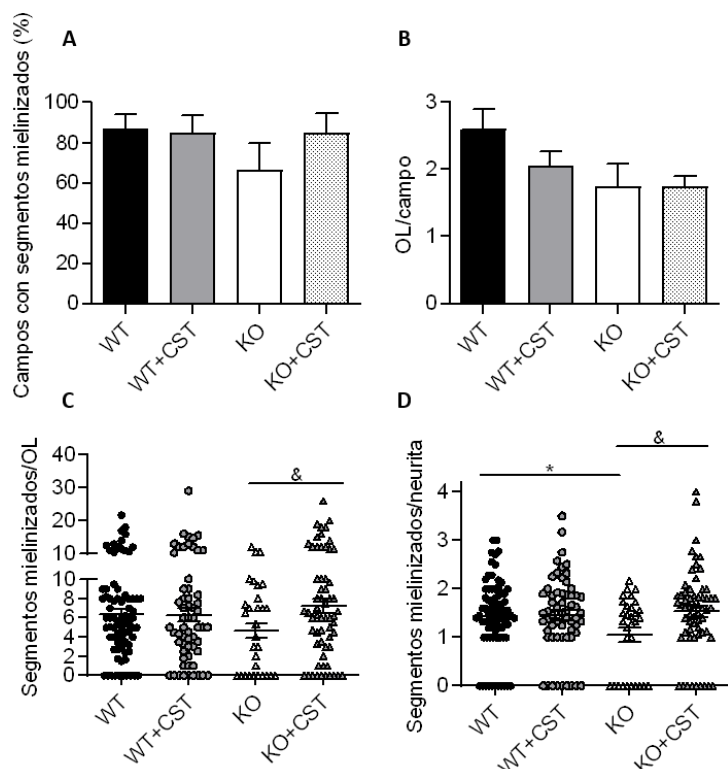 A
B
Campos con segmentos mielinizados (%)
100
80
60
40
20
0
WT
WT+CST
KO
KO+CST
OL/campo
3
2
1
0
WT
WT+CST
KO
KO+CST
C
D
Segmentos mielinizados/OL
40
30
20
10
10
8
6
4
2
0
&
WT
WT+CST
KO
KO+CST
Segmentos mielinizados/neurita
4
3
2
1
0
*
&
WT
WT+CST
KO
KO+CST